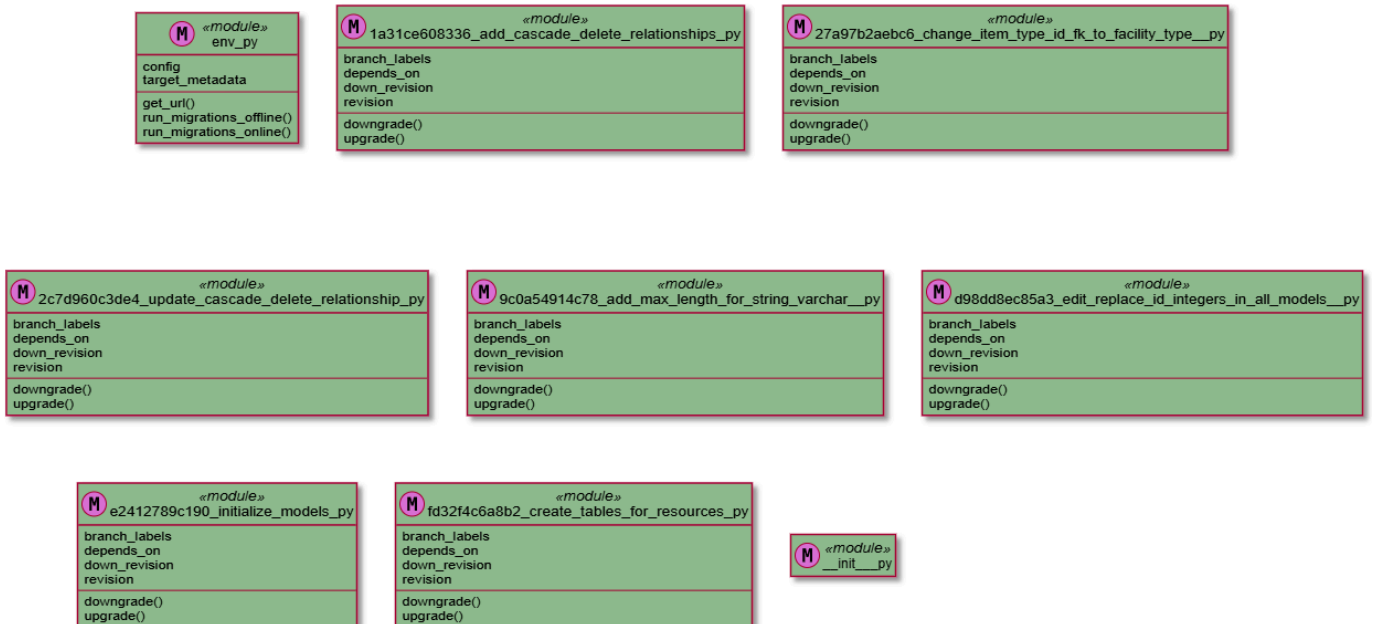 M «module»
env_py
config
target_metadata
get_url()
run_migrations_offline()
run_migrations_online()
M «module»
1a31ce608336_add_cascade_delete_relationships_py
branch_labels
depends_on
down_revision
revision
downgrade()
upgrade()
M «module»
27a97b2aebc6_change_item_type_id_fk_to_facility_type__py
branch_labels
depends_on
down_revision
revision
downgrade()
upgrade()
M «module»
2c7d960c3de4_update_cascade_delete_relationship_py
branch_labels
depends_on
down_revision
revision
downgrade()
upgrade()
M «module»
9c0a54914c78_add_max_length_for_string_varchar__py
branch_labels
depends_on
down_revision
revision
downgrade()
upgrade()
M «module»
d98dd8ec85a3_edit_replace_id_integers_in_all_models__py
branch_labels
depends_on
down_revision
revision
downgrade()
upgrade()
M «module»
e2412789c190_initialize_models_py
branch_labels
depends_on
down_revision
revision
downgrade()
upgrade()
M «module»
fd32f4c6a8b2_create_tables_for_resources_py
branch_labels
depends_on
down_revision
revision
downgrade()
upgrade()
M «module»
__init___py